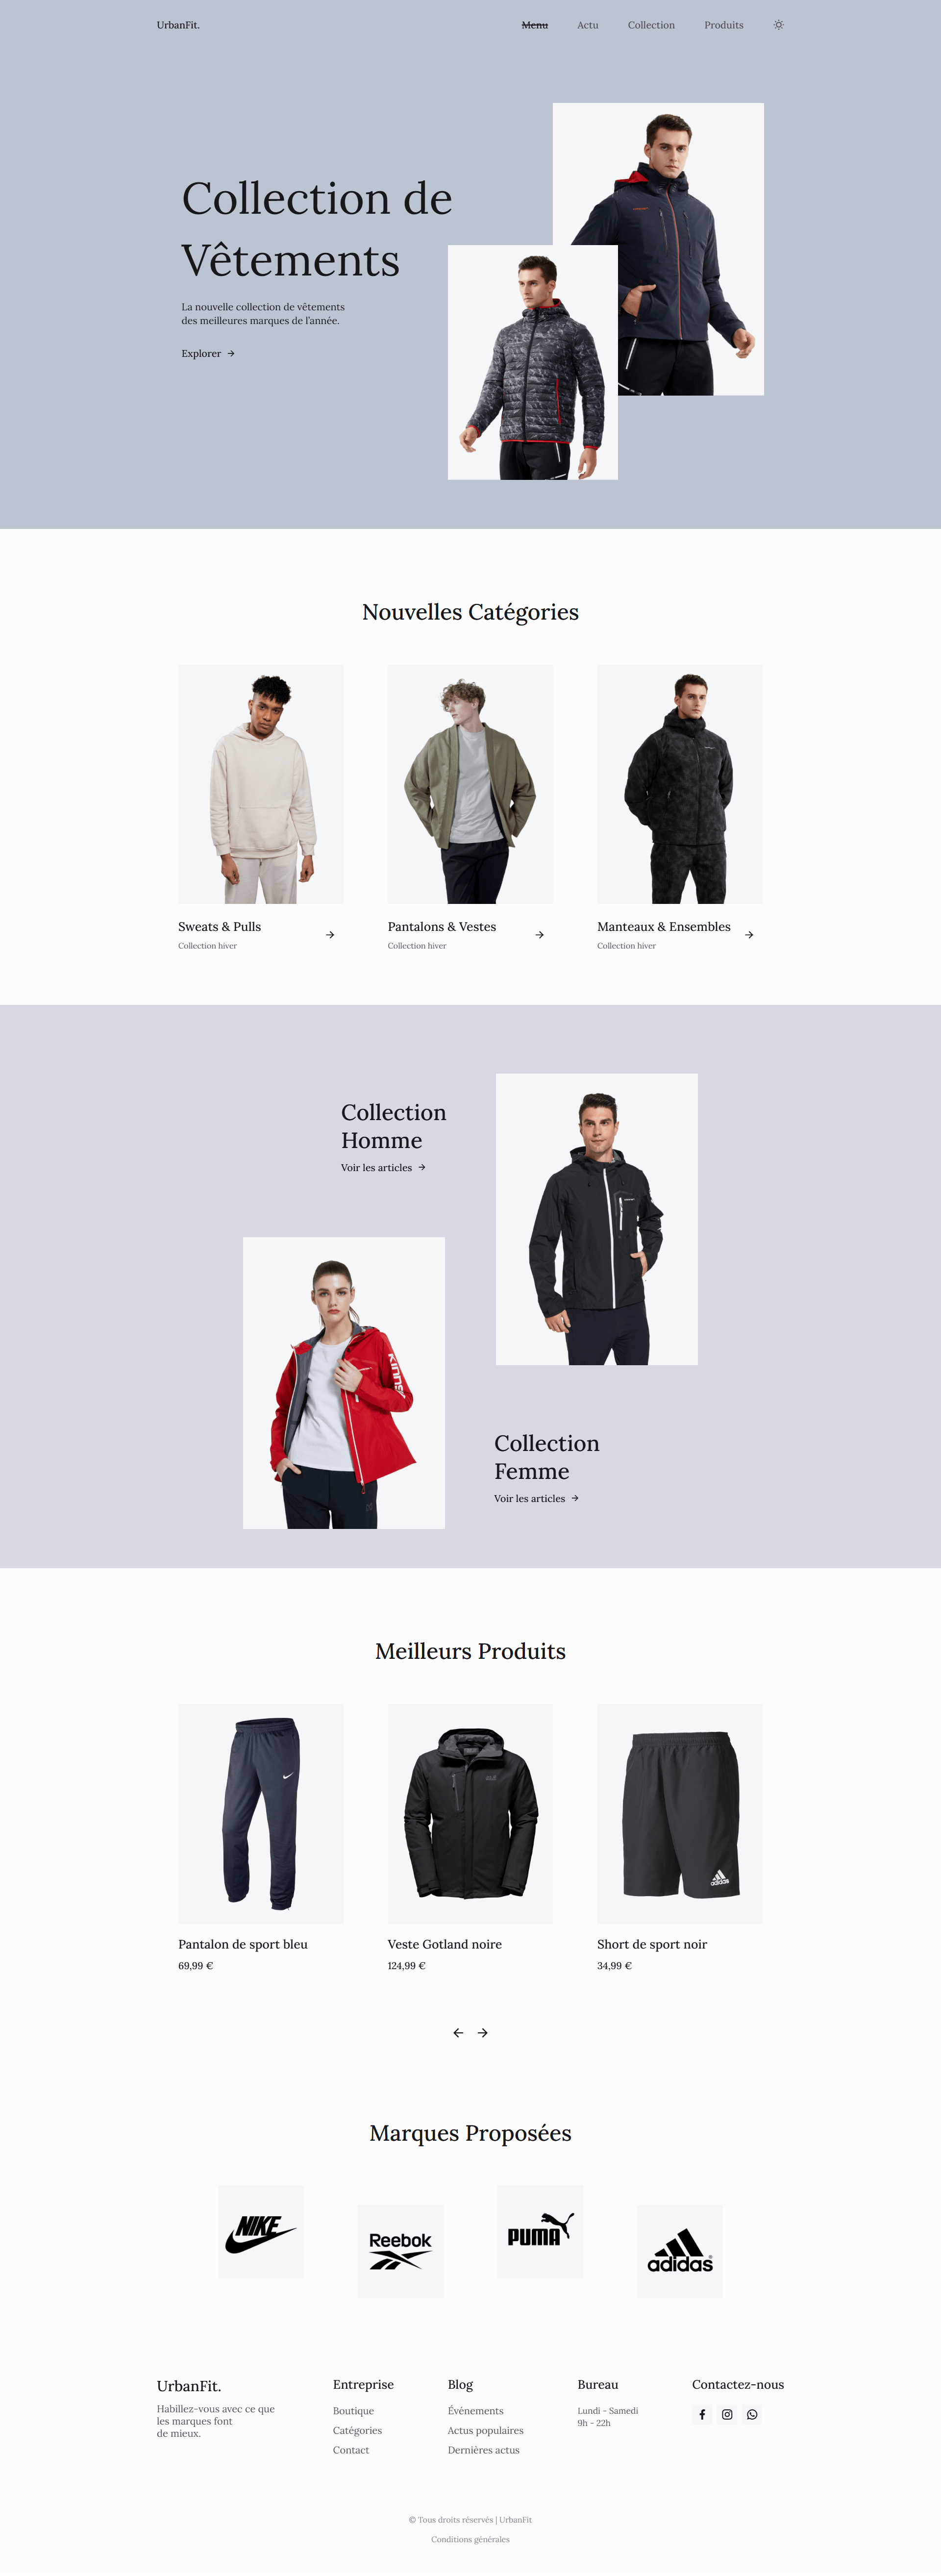 UrbanFit.
Menu
Actu
Collection
Produits
Collection de
Vêtements
La nouvelle collection de vêtements
des meilleures marques de l'année.
Explorer →
Nouvelles Catégories
Sweats & Pulls
Collection hiver
Pantalons & Vestes
Collection hiver
Manteaux & Ensembles
Collection hiver
Collection
Homme
Voir les articles →
Collection
Femme
Voir les articles →
Meilleurs Produits
adidas
Pantalon de sport bleu
69,99 €
Veste Gotland noire
124,99 €
Short de sport noir
34,99 €
Marques Proposées
NIKE
Reebok
PUMA
adidas
UrbanFit.
Habillez-vous avec ce que
les marques font
de mieux.
Entreprise
Boutique
Catégories
Contact
Blog
Événements
Actus populaires
Dernières actus
Bureau
Lundi - Samedi
9h - 22h
Contactez-nous
© Tous droits réservés | UrbanFit
Conditions générales